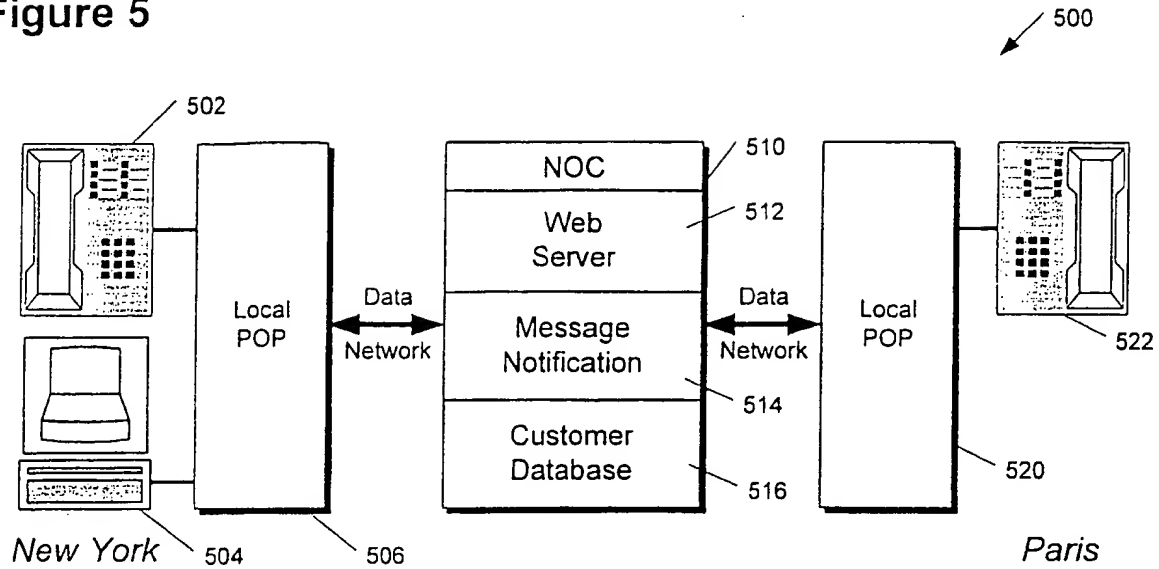 Figure 5
500
502
NOC
510
Web
Server
512
Local
POP
Data
Network
Message
Notification
514
Data
Network
Local
POP
522
Customer
Database
516
520
New York
504
506
Paris